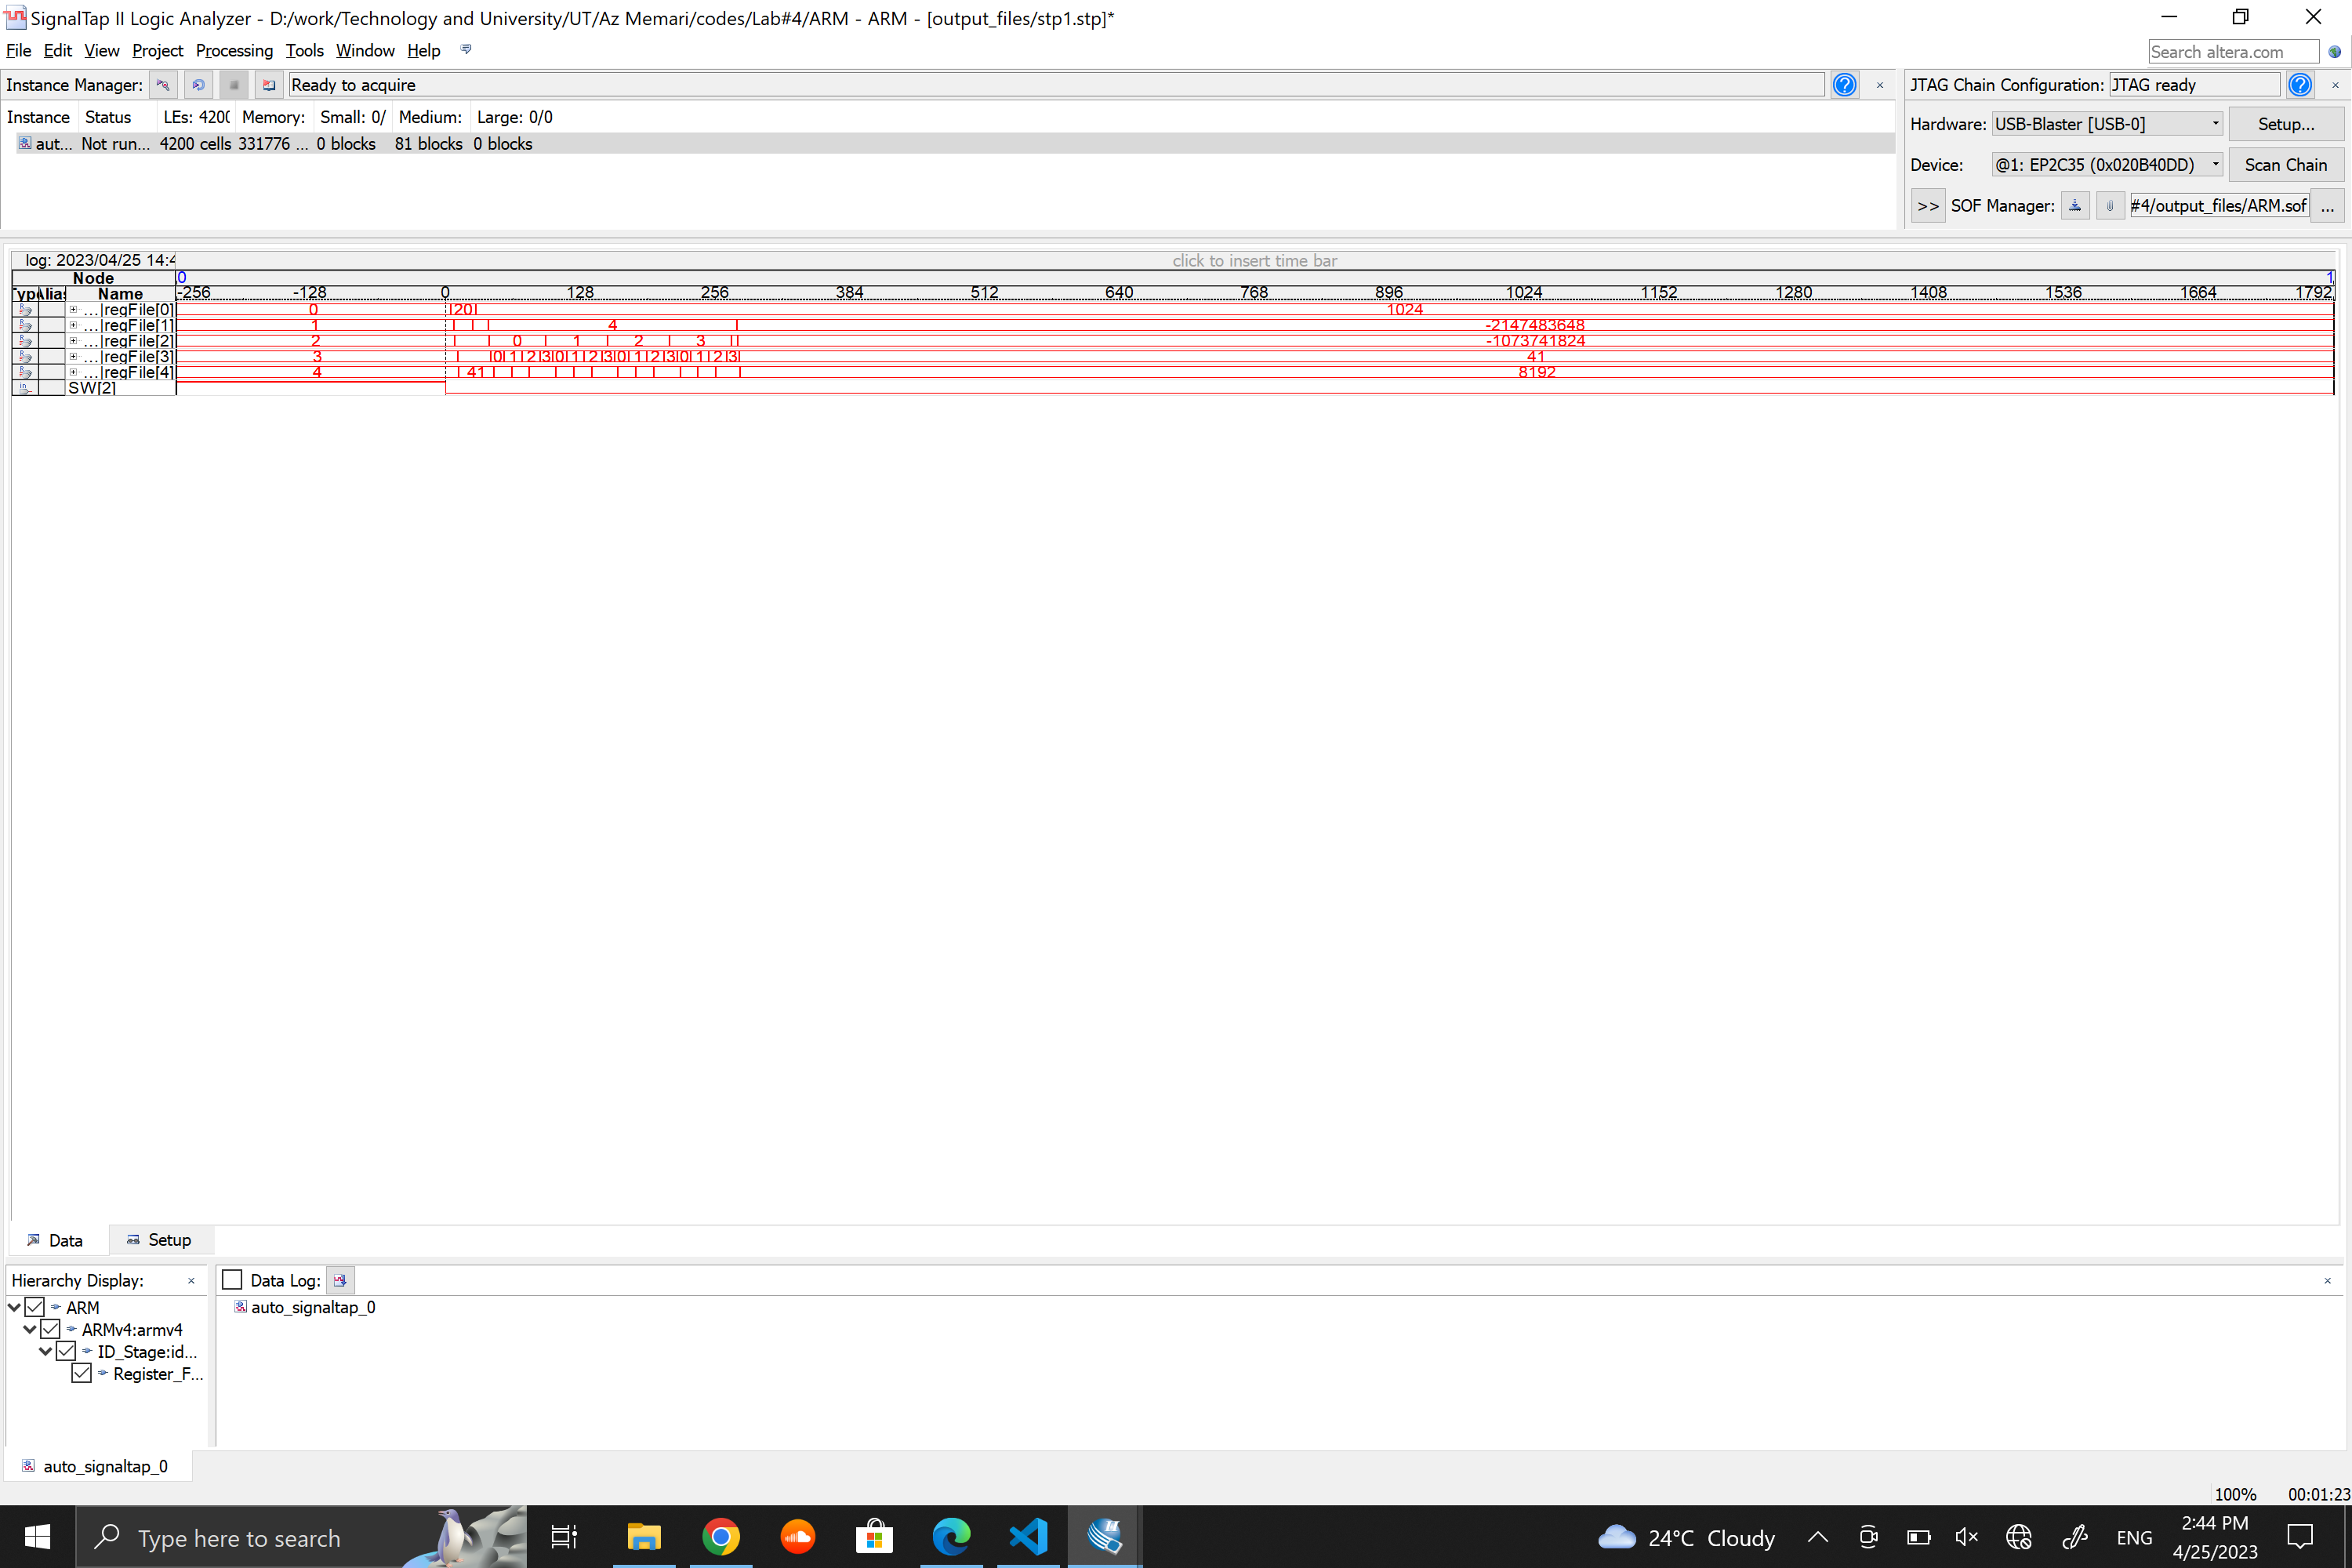 SignalTap II Logic Analyzer - D:/work/Technology and University/UT/Az Memari/codes/Lab#4/ARM - ARM - [output_files/stp1.stp]*
File Edit View Project Processing Tools Window Help
Search altera.com
Instance Manager: Ready to acquire
JTAG Chain Configuration: JTAG ready
Instance Status LEs: 4200 Memory: Small: 0/ Medium: Large: 0/0
aut... Not run... 4200 cells 331776 ... 0 blocks 81 blocks 0 blocks
Hardware: USB-Blaster [USB-0] Setup...
Device: @1: EP2C35 (0x020B40DD) Scan Chain
>> SOF Manager: #4/output_files/ARM.sof ...
log: 2023/04/25 14:4
click to insert time bar
Node 0 1
Type Alias Name -256 -128 0 128 256 384 512 640 768 896 1024 1152 1280 1408 1536 1664 1792
...|regFile[0] 0 20 1024
...|regFile[1] 1 4 -2147483648
...|regFile[2] 2 0 1 2 3 -1073741824
...|regFile[3] 3 0 1 2 3 0 1 2 3 0 1 2 3 0 1 2 3 41
...|regFile[4] 4 41 8192
SW[2]
Data Setup
Hierarchy Display:
Data Log:
ARM
auto_signaltap_0
ARMv4:armv4
ID_Stage:id...
Register_F...
auto_signaltap_0
100% 00:01:23
Type here to search
24°C Cloudy
ENG
2:44 PM
4/25/2023